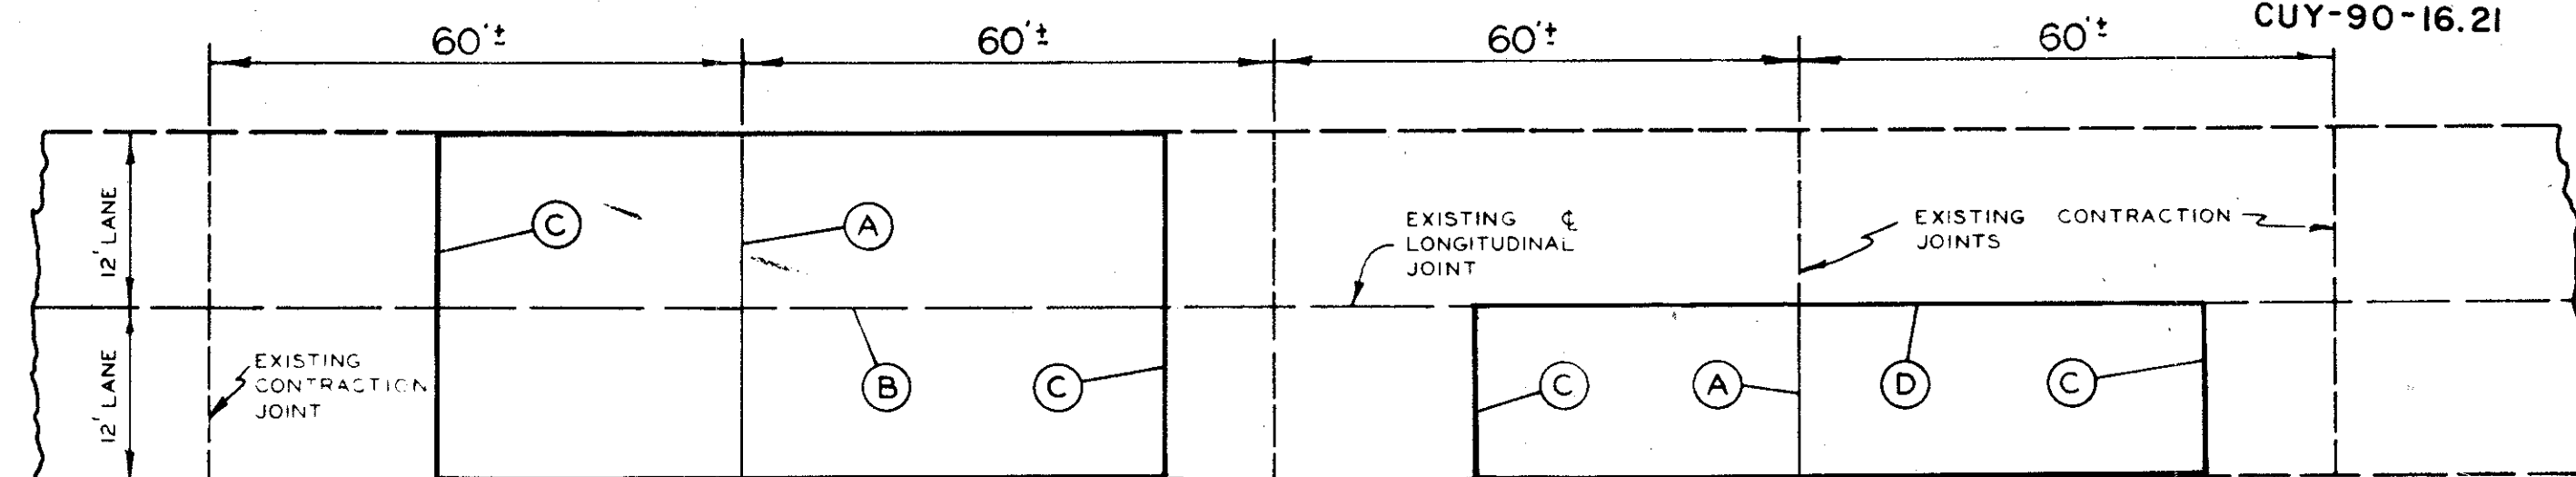 CUY-90-16.21
60'± 60'± 60'± 60'±
12' LANE
12' LANE
C
A
EXISTING ℄
LONGITUDINAL
JOINT
EXISTING CONTRACTION
JOINTS
EXISTING
CONTRACTION
JOINT
B
C
C
A
D
C